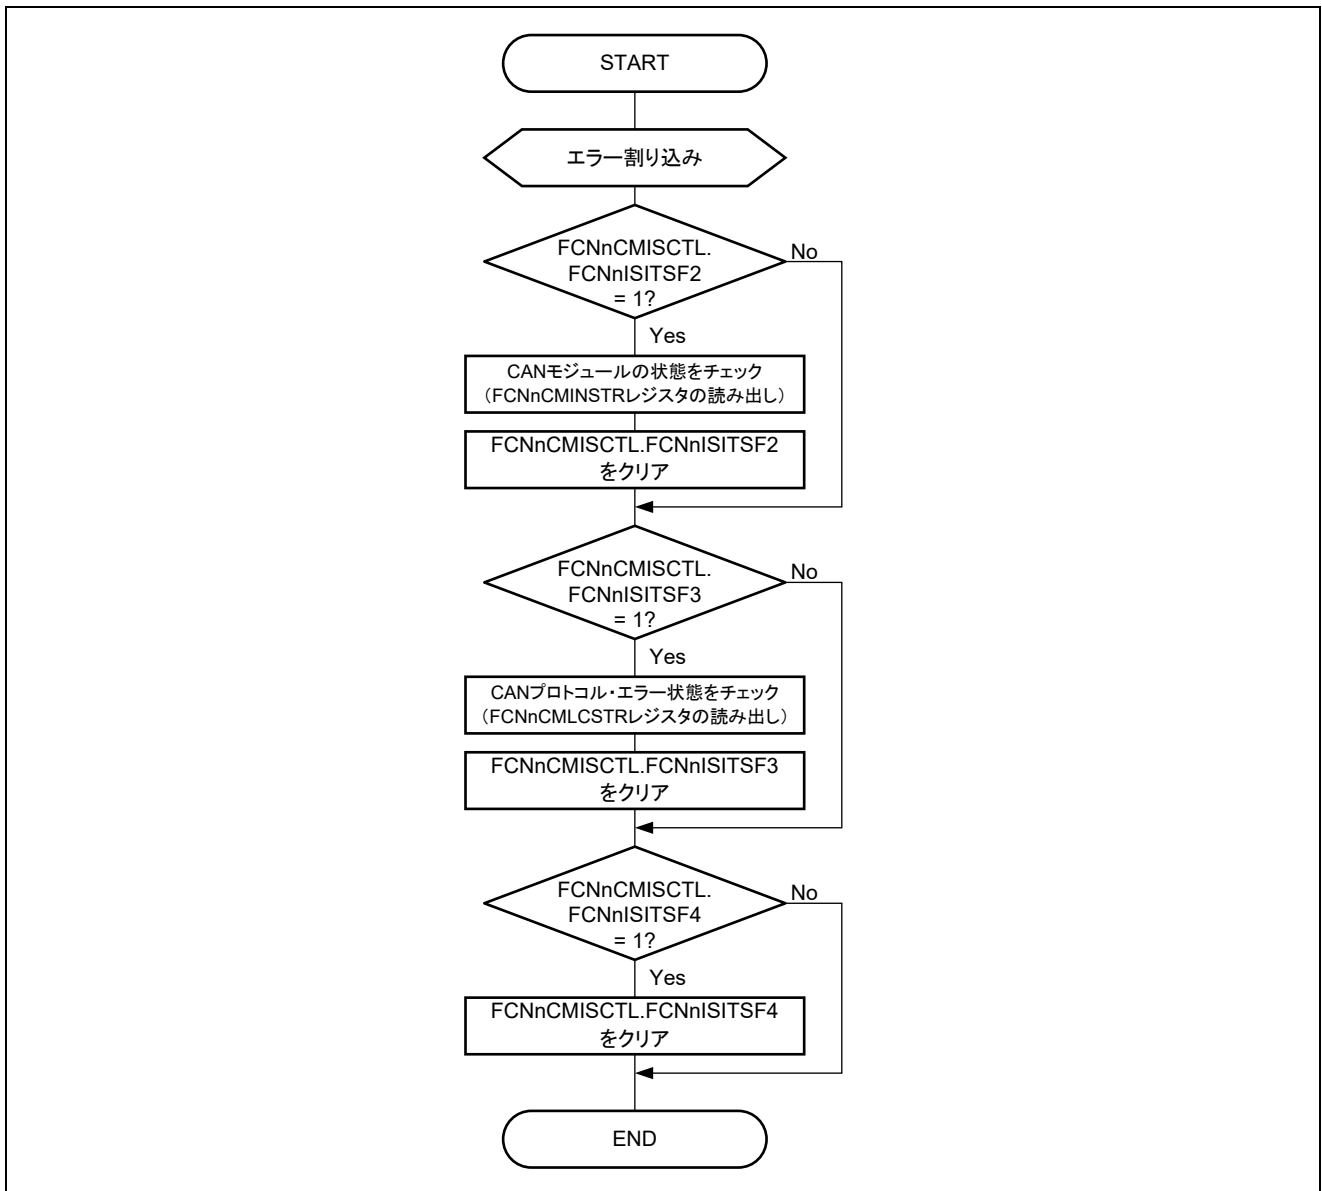 START
エラー割り込み
FCNnCMISCTL.
FCNnISITSF2
= 1?
No
Yes
CANモジュールの状態をチェック
（FCNnCMINSTRレジスタの読み出し）
FCNnCMISCTL.FCNnISITSF2
をクリア
FCNnCMISCTL.
FCNnISITSF3
= 1?
No
Yes
CANプロトコル・エラー状態をチェック
（FCNnCMLCSTRレジスタの読み出し）
FCNnCMISCTL.FCNnISITSF3
をクリア
FCNnCMISCTL.
FCNnISITSF4
= 1?
No
Yes
FCNnCMISCTL.FCNnISITSF4
をクリア
END